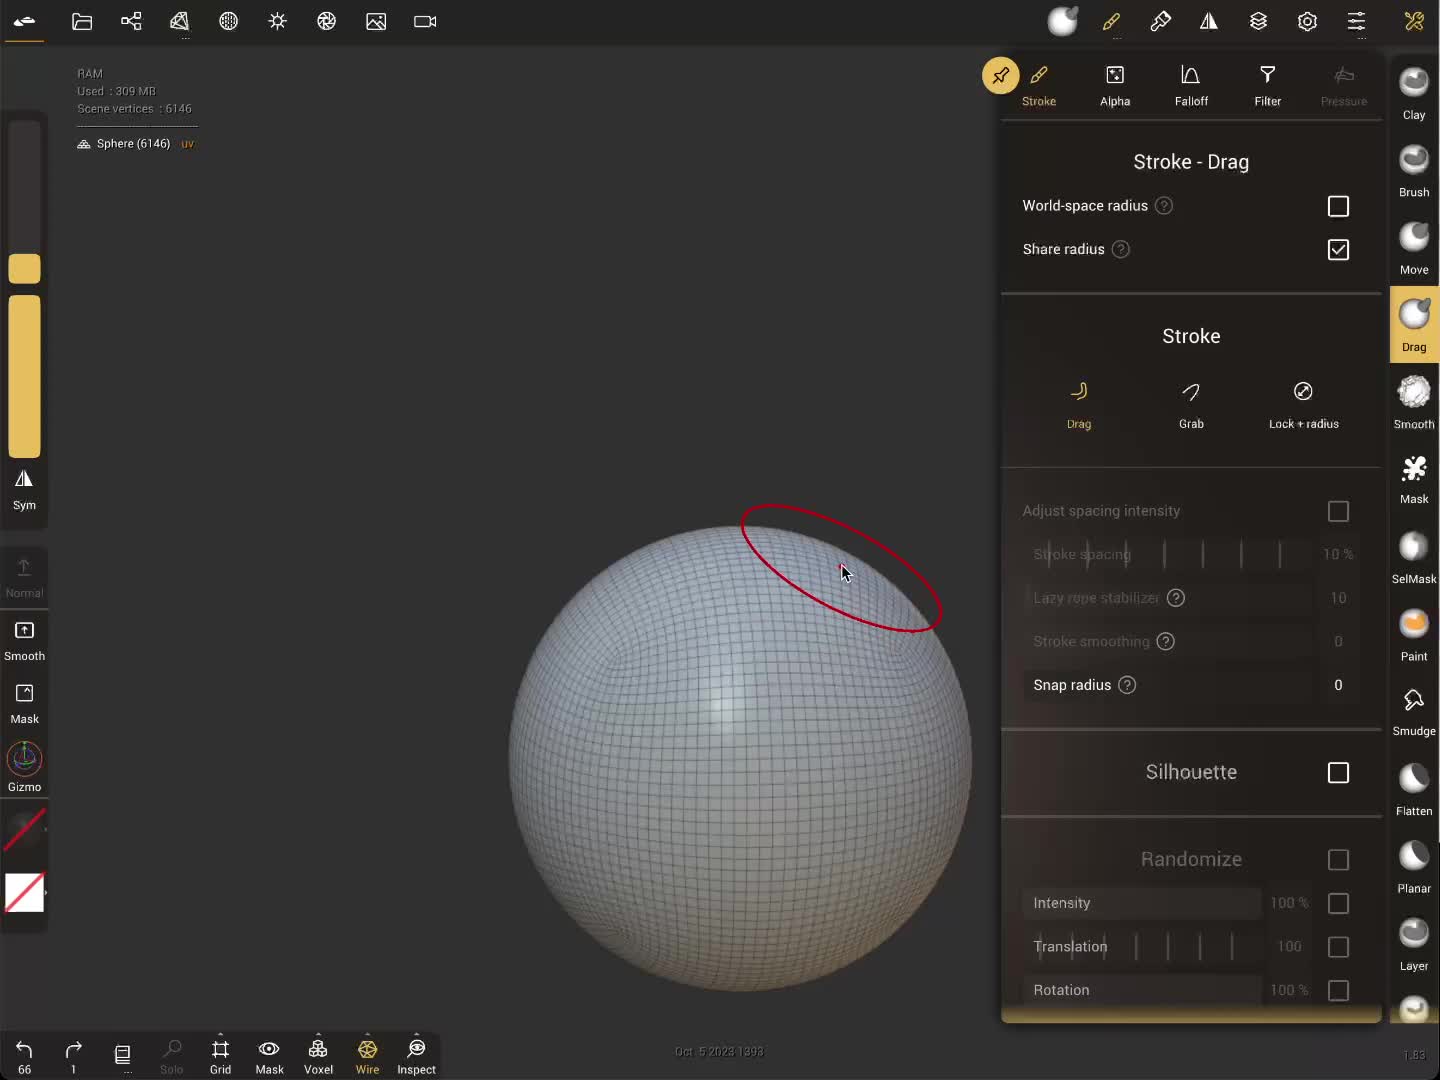 RAM
Used : 309 MB
Scene vertices : 6146
Sphere (6146) uv
Sym
Normal
Smooth
Mask
Gizmo
66
1
Solo
Grid
Mask
Voxel
Wire
Inspect
Oct 5 2023 1393
1.83
Stroke
Alpha
Falloff
Filter
Pressure
Stroke - Drag
World-space radius ?
Share radius ?
Stroke
Drag
Grab
Lock + radius
Adjust spacing intensity
Stroke spacing 10 %
Lazy rope stabilizer ? 10
Stroke smoothing ? 0
Snap radius ? 0
Silhouette
Randomize
Intensity 100 %
Translation 100
Rotation 100 %
Clay
Brush
Move
Drag
Smooth
Mask
SelMask
Paint
Smudge
Flatten
Planar
Layer